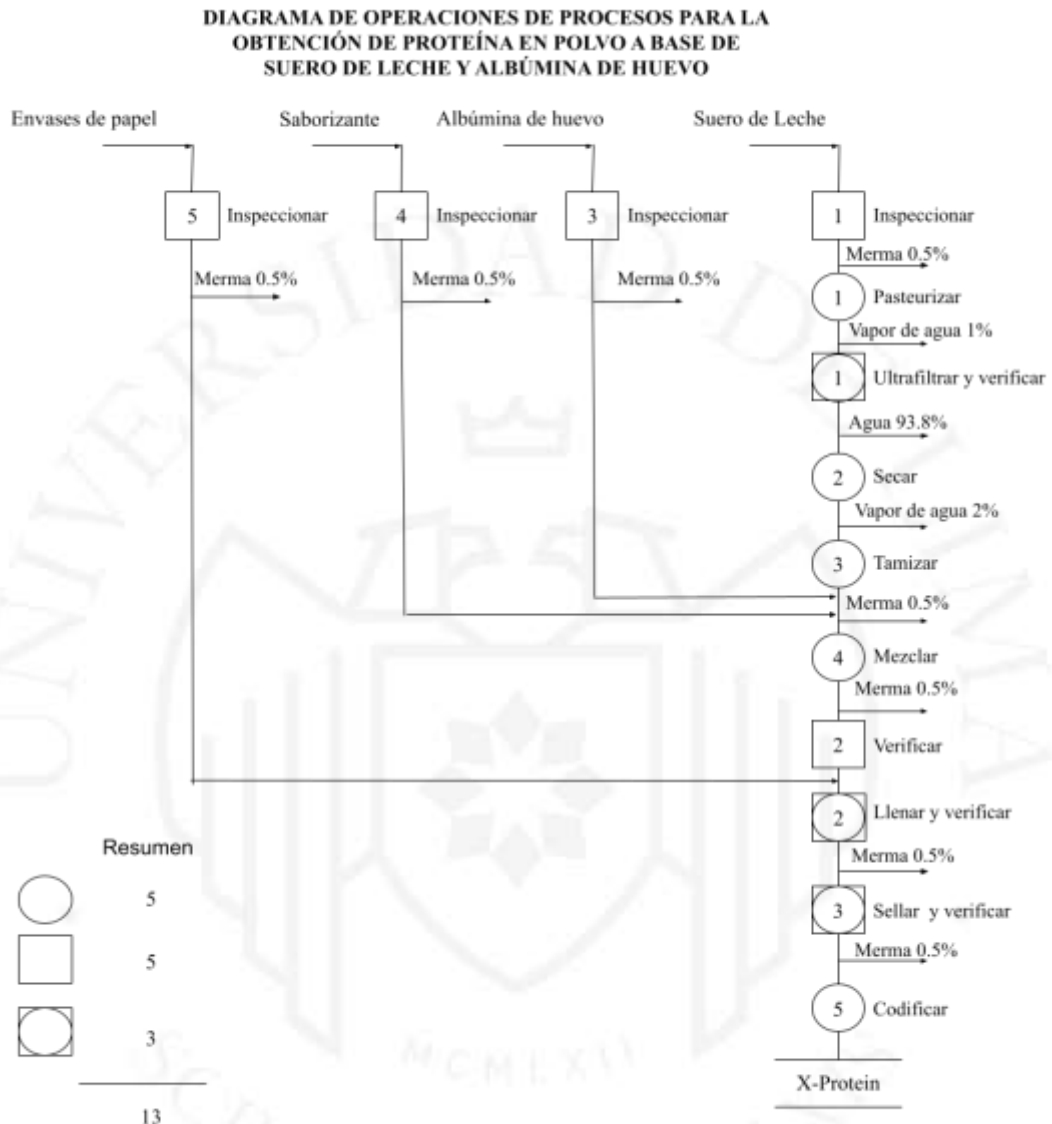 DIAGRAMA DE OPERACIONES DE PROCESOS PARA LA
OBTENCIÓN DE PROTEÍNA EN POLVO A BASE DE
SUERO DE LECHE Y ALBÚMINA DE HUEVO
Envases de papel
Saborizante
Albúmina de huevo
Suero de Leche
5 Inspeccionar
4 Inspeccionar
3 Inspeccionar
1 Inspeccionar
Merma 0.5%
Merma 0.5%
Merma 0.5%
Merma 0.5%
1 Pasteurizar
Vapor de agua 1%
1 Ultrafiltrar y verificar
Agua 93.8%
2 Secar
Vapor de agua 2%
3 Tamizar
Merma 0.5%
4 Mezclar
Merma 0.5%
2 Verificar
2 Llenar y verificar
Merma 0.5%
3 Sellar y verificar
Merma 0.5%
5 Codificar
X-Protein
Resumen
5
5
3
13
UNIVERSIDAD DE LIMA
MCMLXII